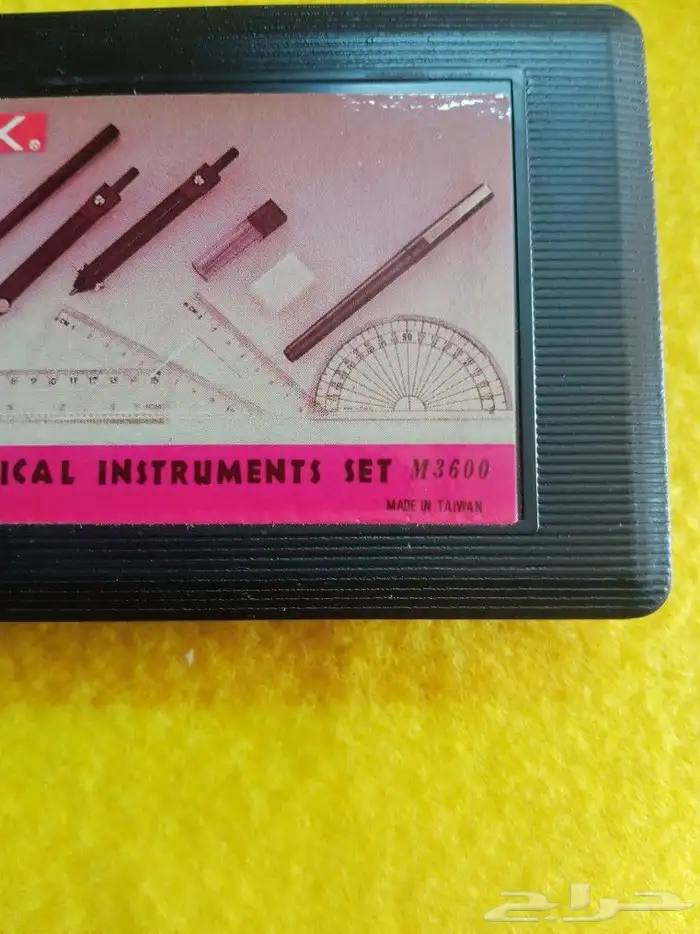 K®
ICAL INSTRUMENTS SET M3600
MADE IN TAIWAN
حراج